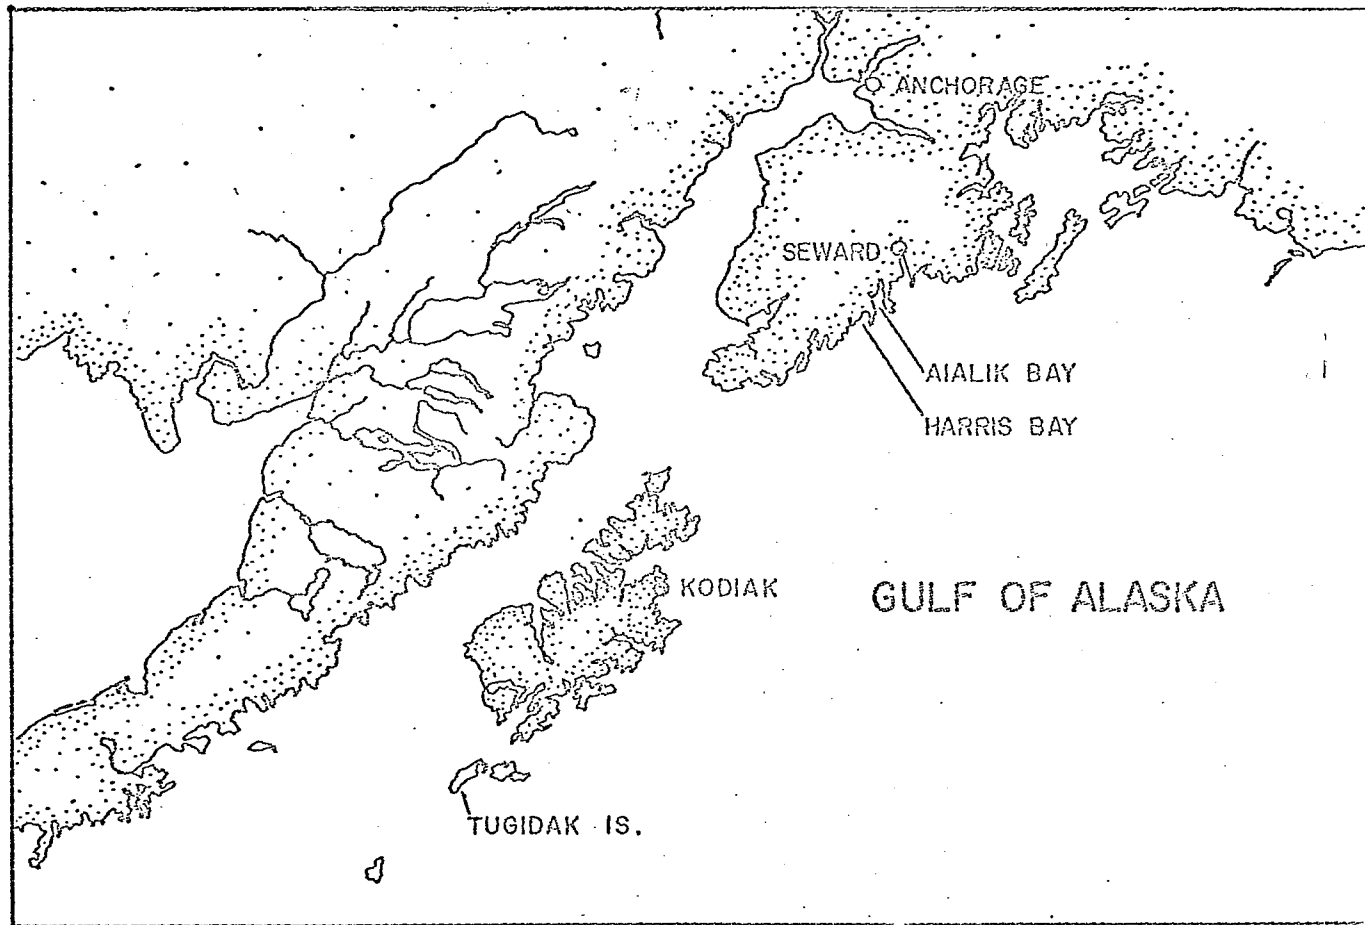 ANCHORAGE
SEWARD
AIALIK BAY
HARRIS BAY
KODIAK
GULF OF ALASKA
TUGIDAK IS.